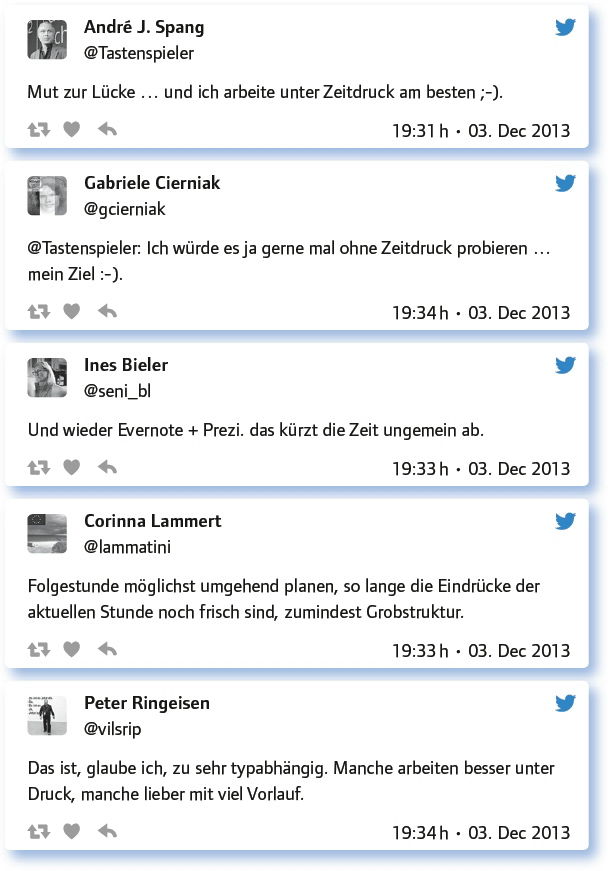 André J. Spang
@Tastenspieler
Mut zur Lücke … und ich arbeite unter Zeitdruck am besten ;-).
19:31 h • 03. Dec 2013
Gabriele Cierniak
@gcierniak
@Tastenspieler: Ich würde es ja gerne mal ohne Zeitdruck probieren …
mein Ziel :-).
19:34 h • 03. Dec 2013
Ines Bieler
@seni_bl
Und wieder Evernote + Prezi. das kürzt die Zeit ungemein ab.
19:33 h • 03. Dec 2013
Corinna Lammert
@lammatini
Folgestunde möglichst umgehend planen, so lange die Eindrücke der
aktuellen Stunde noch frisch sind, zumindest Grobstruktur.
19:33 h • 03. Dec 2013
Peter Ringeisen
@vilsrip
Das ist, glaube ich, zu sehr typabhängig. Manche arbeiten besser unter
Druck, manche lieber mit viel Vorlauf.
19:34 h • 03. Dec 2013